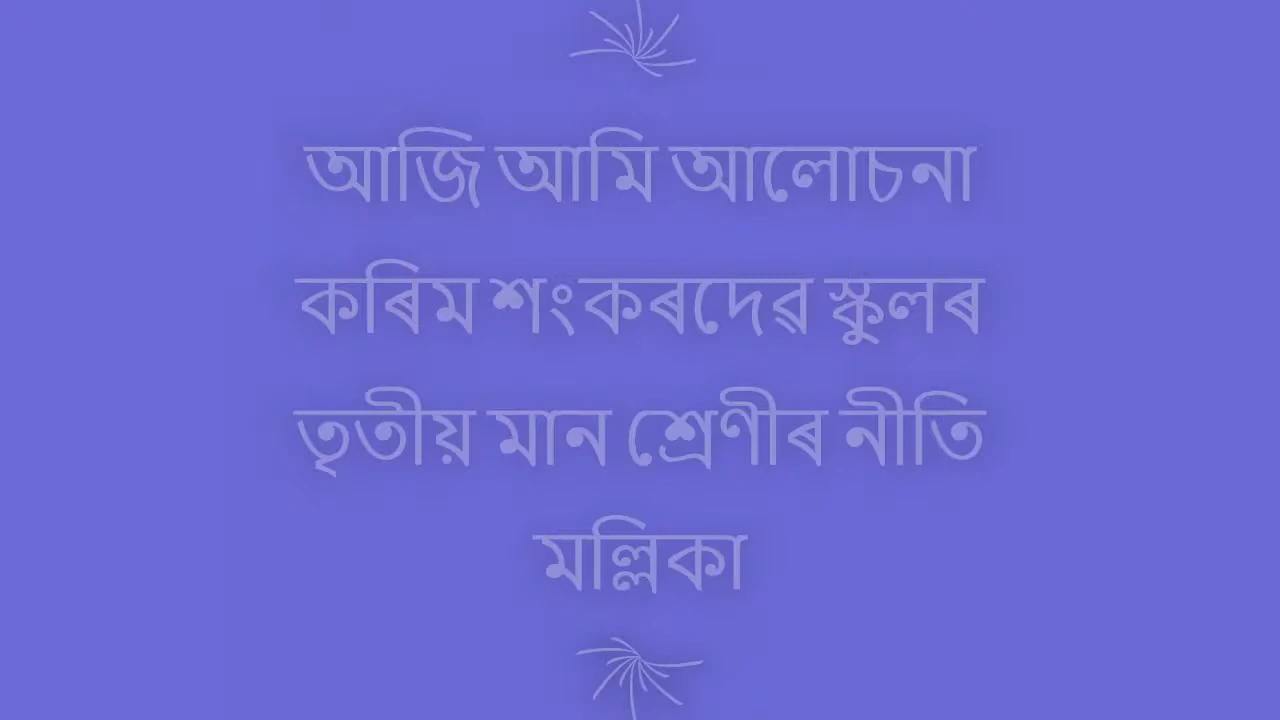 আজি আমি আলোচনা
কৰিম শংকৰদেৱ স্কুলৰ
তৃতীয় মান শ্ৰেণীৰ নীতি
মল্লিকা